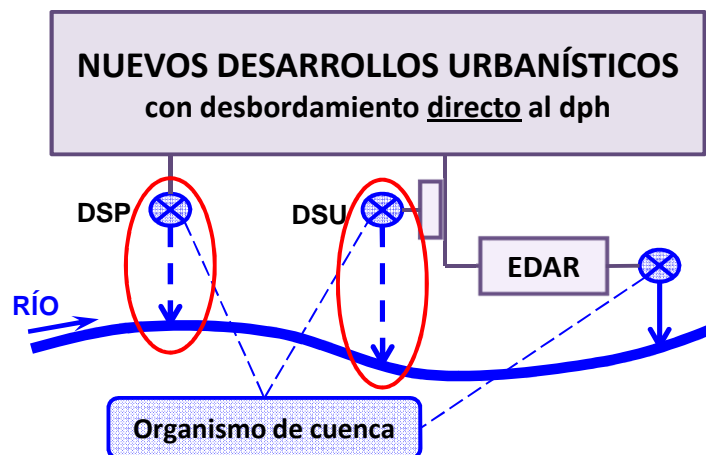 NUEVOS DESARROLLOS URBANÍSTICOS
con desbordamiento directo al dph
DSP
DSU
EDAR
RÍO
Organismo de cuenca